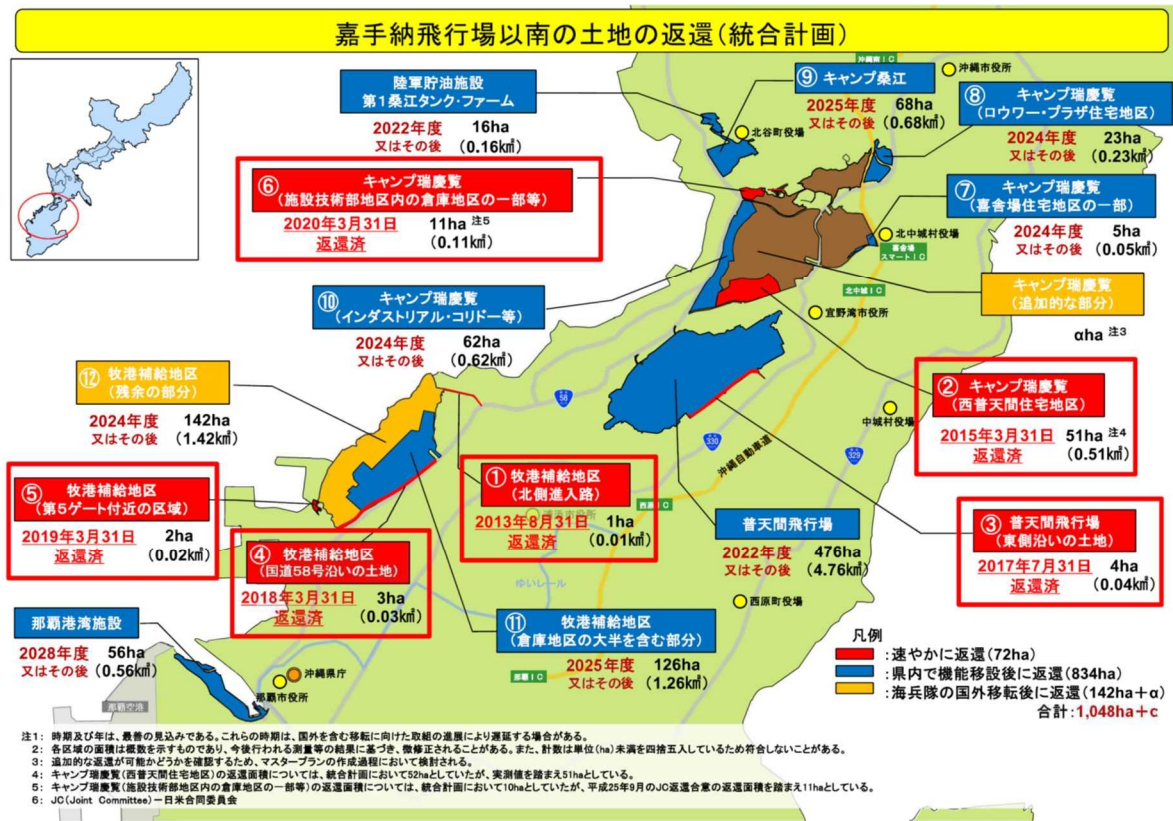 嘉手納飛行場以南の土地の返還(統合計画)
陸軍貯油施設
第1桑江タンク・ファーム
2022年度 16ha
又はその後 (0.16㎢)
⑨ キャンプ桑江
2025年度 68ha
又はその後 (0.68㎢)
沖縄南IC
沖縄市役所
⑧ キャンプ瑞慶覧
(ロウワー・プラザ住宅地区)
2024年度 23ha
又はその後 (0.23㎢)
北谷町役場
⑥ キャンプ瑞慶覧
(施設技術部地区内の倉庫地区の一部等)
2020年3月31日 11ha 注5
返還済 (0.11㎢)
⑦ キャンプ瑞慶覧
(喜舎場住宅地区の一部)
2024年度 5ha
又はその後 (0.05㎢)
北中城村役場
喜舎場
スマートIC
キャンプ瑞慶覧
(追加的な部分)
αha 注3
北中城IC
宜野湾市役所
⑩ キャンプ瑞慶覧
(インダストリアル・コリドー等)
2024年度 62ha
又はその後 (0.62㎢)
⑫ 牧港補給地区
(残余の部分)
2024年度 142ha
又はその後 (1.42㎢)
58
330
329
沖縄自動車道
中城村役場
② キャンプ瑞慶覧
(西普天間住宅地区)
2015年3月31日 51ha 注4
返還済 (0.51㎢)
⑤ 牧港補給地区
(第5ゲート付近の区域)
2019年3月31日 2ha
返還済 (0.02㎢)
① 牧港補給地区
(北側進入路)
2013年8月31日 1ha
返還済 (0.01㎢)
西原IC
④ 牧港補給地区
(国道58号沿いの土地)
2018年3月31日 3ha
返還済 (0.03㎢)
ゆいレール
普天間飛行場
2022年度 476ha
又はその後 (4.76㎢)
③ 普天間飛行場
(東側沿いの土地)
2017年7月31日 4ha
返還済 (0.04㎢)
西原町役場
那覇港湾施設
2028年度 56ha
又はその後 (0.56㎢)
⑪ 牧港補給地区
(倉庫地区の大半を含む部分)
2025年度 126ha
又はその後 (1.26㎢)
沖縄県庁
那覇市役所
那覇IC
那覇空港
凡例
:速やかに返還(72ha)
:県内で機能移設後に返還(834ha)
:海兵隊の国外移転後に返還(142ha+α)
合計:1,048ha+c
注1: 時期及び年は、最善の見込みである。これらの時期は、国外を含む移転に向けた取組の進展により遅延する場合がある。
2: 各区域の面積は概数を示すものであり、今後行われる測量等の結果に基づき、微修正されることがある。また、計数は単位(ha)未満を四捨五入しているため符合しないことがある。
3: 追加的な返還が可能かどうかを確認するため、マスタープランの作成過程において検討される。
4: キャンプ瑞慶覧(西普天間住宅地区)の返還面積については、統合計画において52haとしていたが、実測値を踏まえ51haとしている。
5: キャンプ瑞慶覧(施設技術部地区内の倉庫地区の一部等)の返還面積については、統合計画において10haとしていたが、平成25年9月のJC返還合意の返還面積を踏まえ11haとしている。
6: JC(Joint Committee)-日米合同委員会